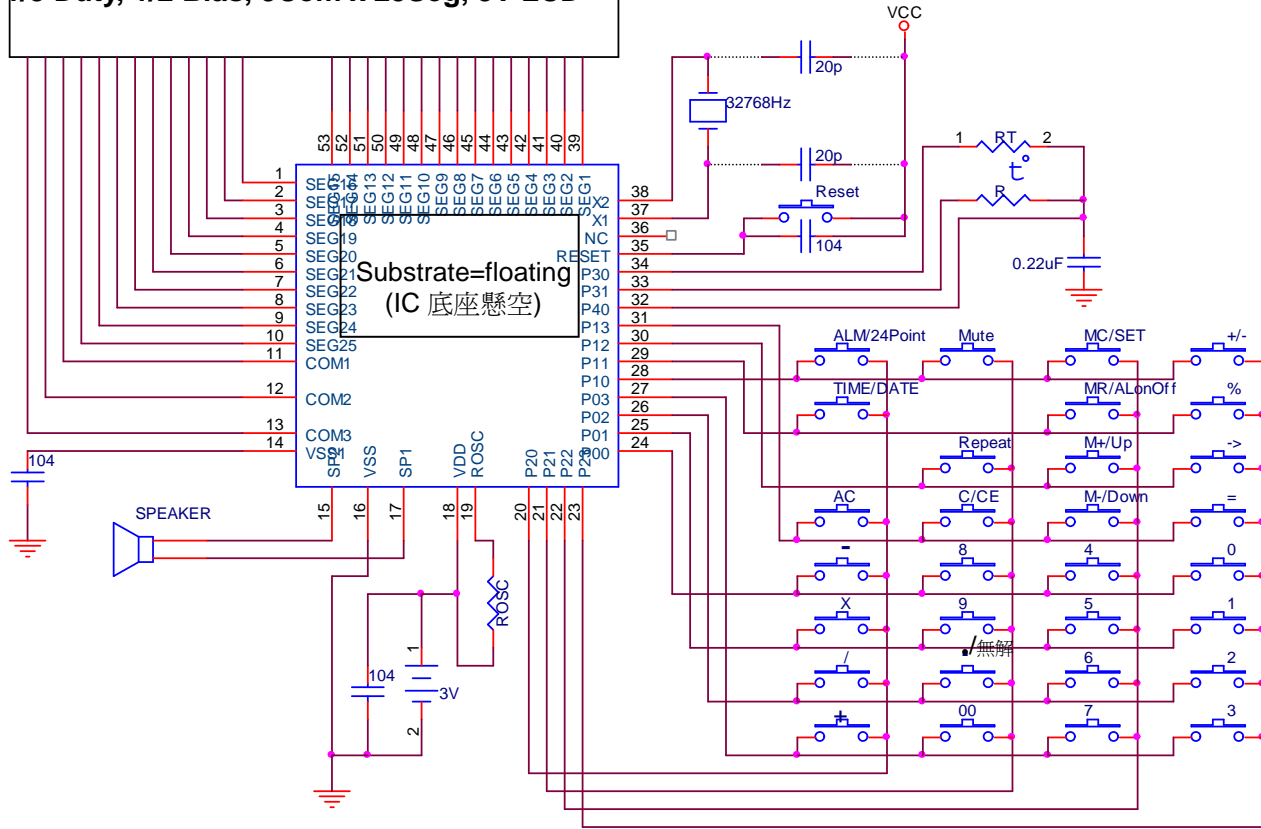 VCC
20p
32768Hz
20p
Reset
104
1 RT 2
t°
R
0.22uF
53 52 51 50 49 48 47 46 45 44 43 42 41 40 39
SEG15 SEG14 SEG13 SEG12 SEG11 SEG10 SEG9 SEG8 SEG7 SEG6 SEG5 SEG4 SEG3 SEG2 SEG1
1 SEG16
2 SEG17
3 SEG18
4 SEG19
5 SEG20
6 SEG21
7 SEG22
8 SEG23
9 SEG24
10 SEG25
11 COM1
12 COM2
13 COM3
14 VSS1
Substrate=floating
(IC 底座懸空)
X2 38
X1 37
NC 36
RESET 35
P30 34
P31 33
P40 32
P13 31
P12 30
P11 29
P10 28
P03 27
P02 26
P01 25
P00 24
SP2 VSS SP1 VDD ROSC P20 P21 P22 P23
15 16 17 18 19 20 21 22 23
104
SPEAKER
ROSC
104
1
3V
2
ALM/24Point Mute MC/SET +/-
TIME/DATE MR/ALonOff %
Repeat M+/Up ->
AC C/CE M-/Down =
- 8 4 0
X 9 5 1
/ ./無解 6 2
+ 00 7 3